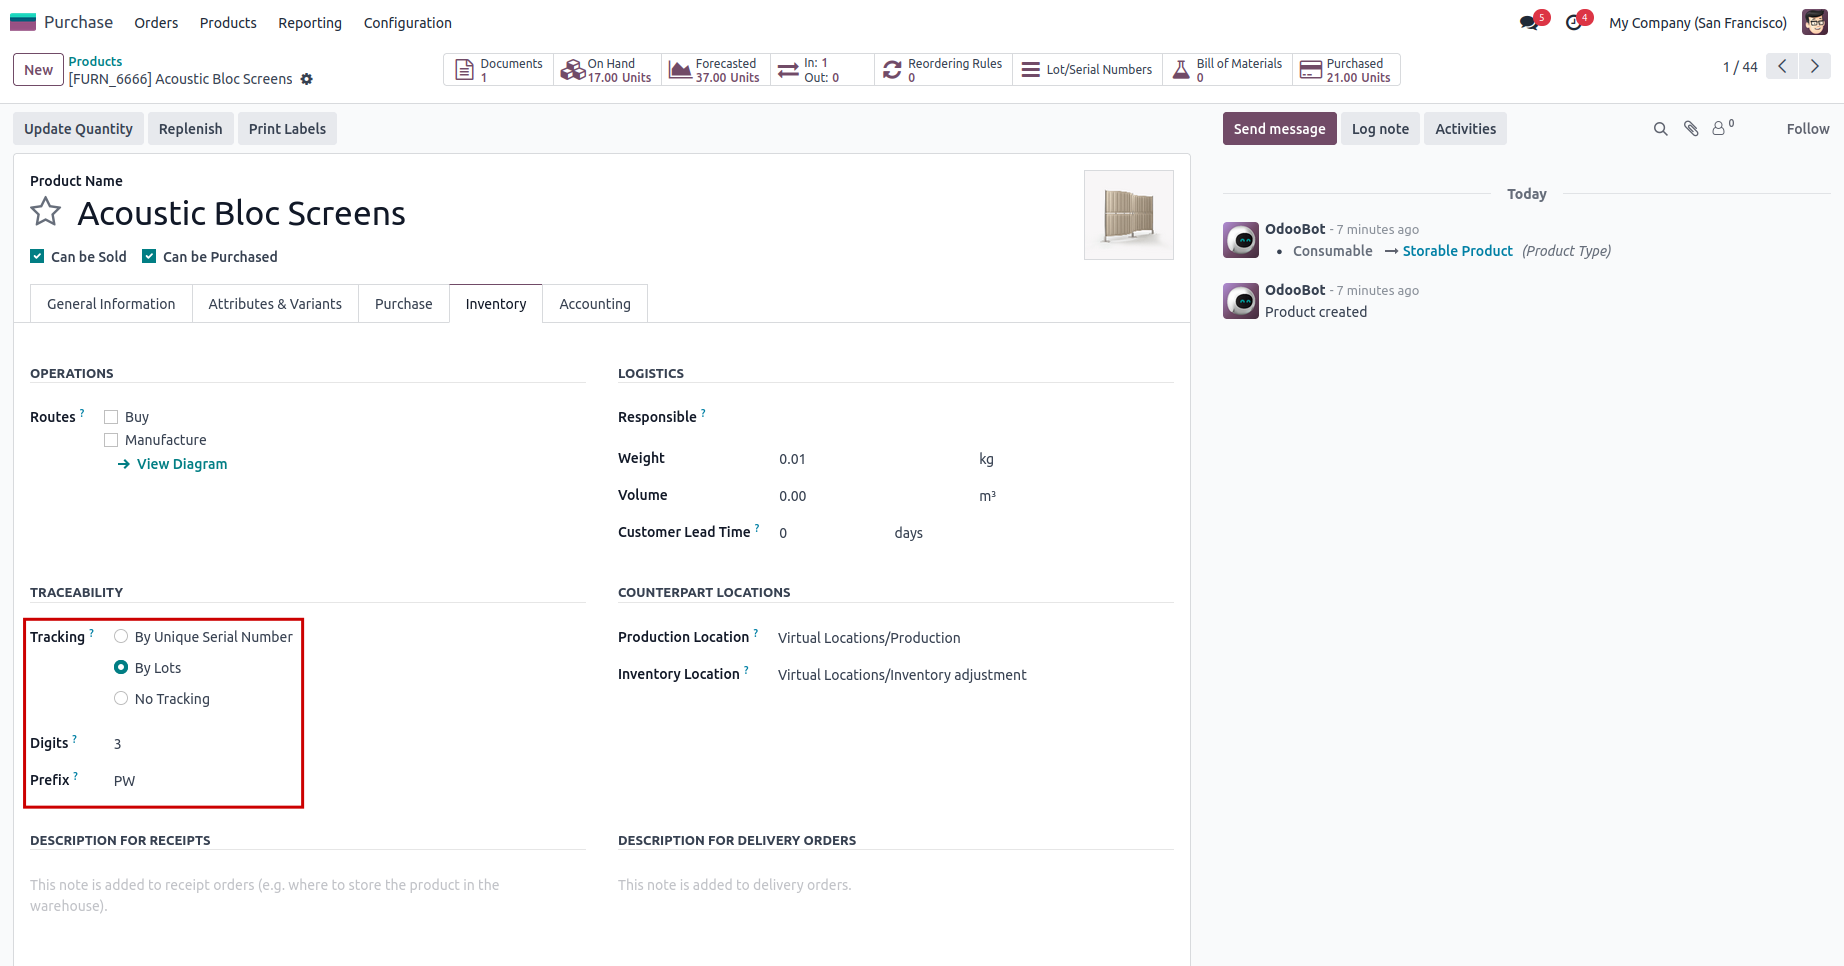 Purchase Orders Products Reporting Configuration 5 4 My Company (San Francisco)
New Products
[FURN_6666] Acoustic Bloc Screens
Documents 1
On Hand 17.00 Units
Forecasted 37.00 Units
In: 1 Out: 0
Reordering Rules 0
Lot/Serial Numbers
Bill of Materials 0
Purchased 21.00 Units
1 / 44
Update Quantity Replenish Print Labels
Send message Log note Activities 0 Follow
Product Name
Acoustic Bloc Screens
Can be Sold Can be Purchased
General Information Attributes & Variants Purchase Inventory Accounting
OPERATIONS
Routes ? Buy
Manufacture
→ View Diagram
LOGISTICS
Responsible ?
Weight 0.01 kg
Volume 0.00 m³
Customer Lead Time ? 0 days
TRACEABILITY
Tracking ? By Unique Serial Number
By Lots
No Tracking
Digits ? 3
Prefix ? PW
COUNTERPART LOCATIONS
Production Location ? Virtual Locations/Production
Inventory Location ? Virtual Locations/Inventory adjustment
DESCRIPTION FOR RECEIPTS
This note is added to receipt orders (e.g. where to store the product in the
warehouse).
DESCRIPTION FOR DELIVERY ORDERS
This note is added to delivery orders.
Today
OdooBot - 7 minutes ago
• Consumable → Storable Product (Product Type)
OdooBot - 7 minutes ago
Product created